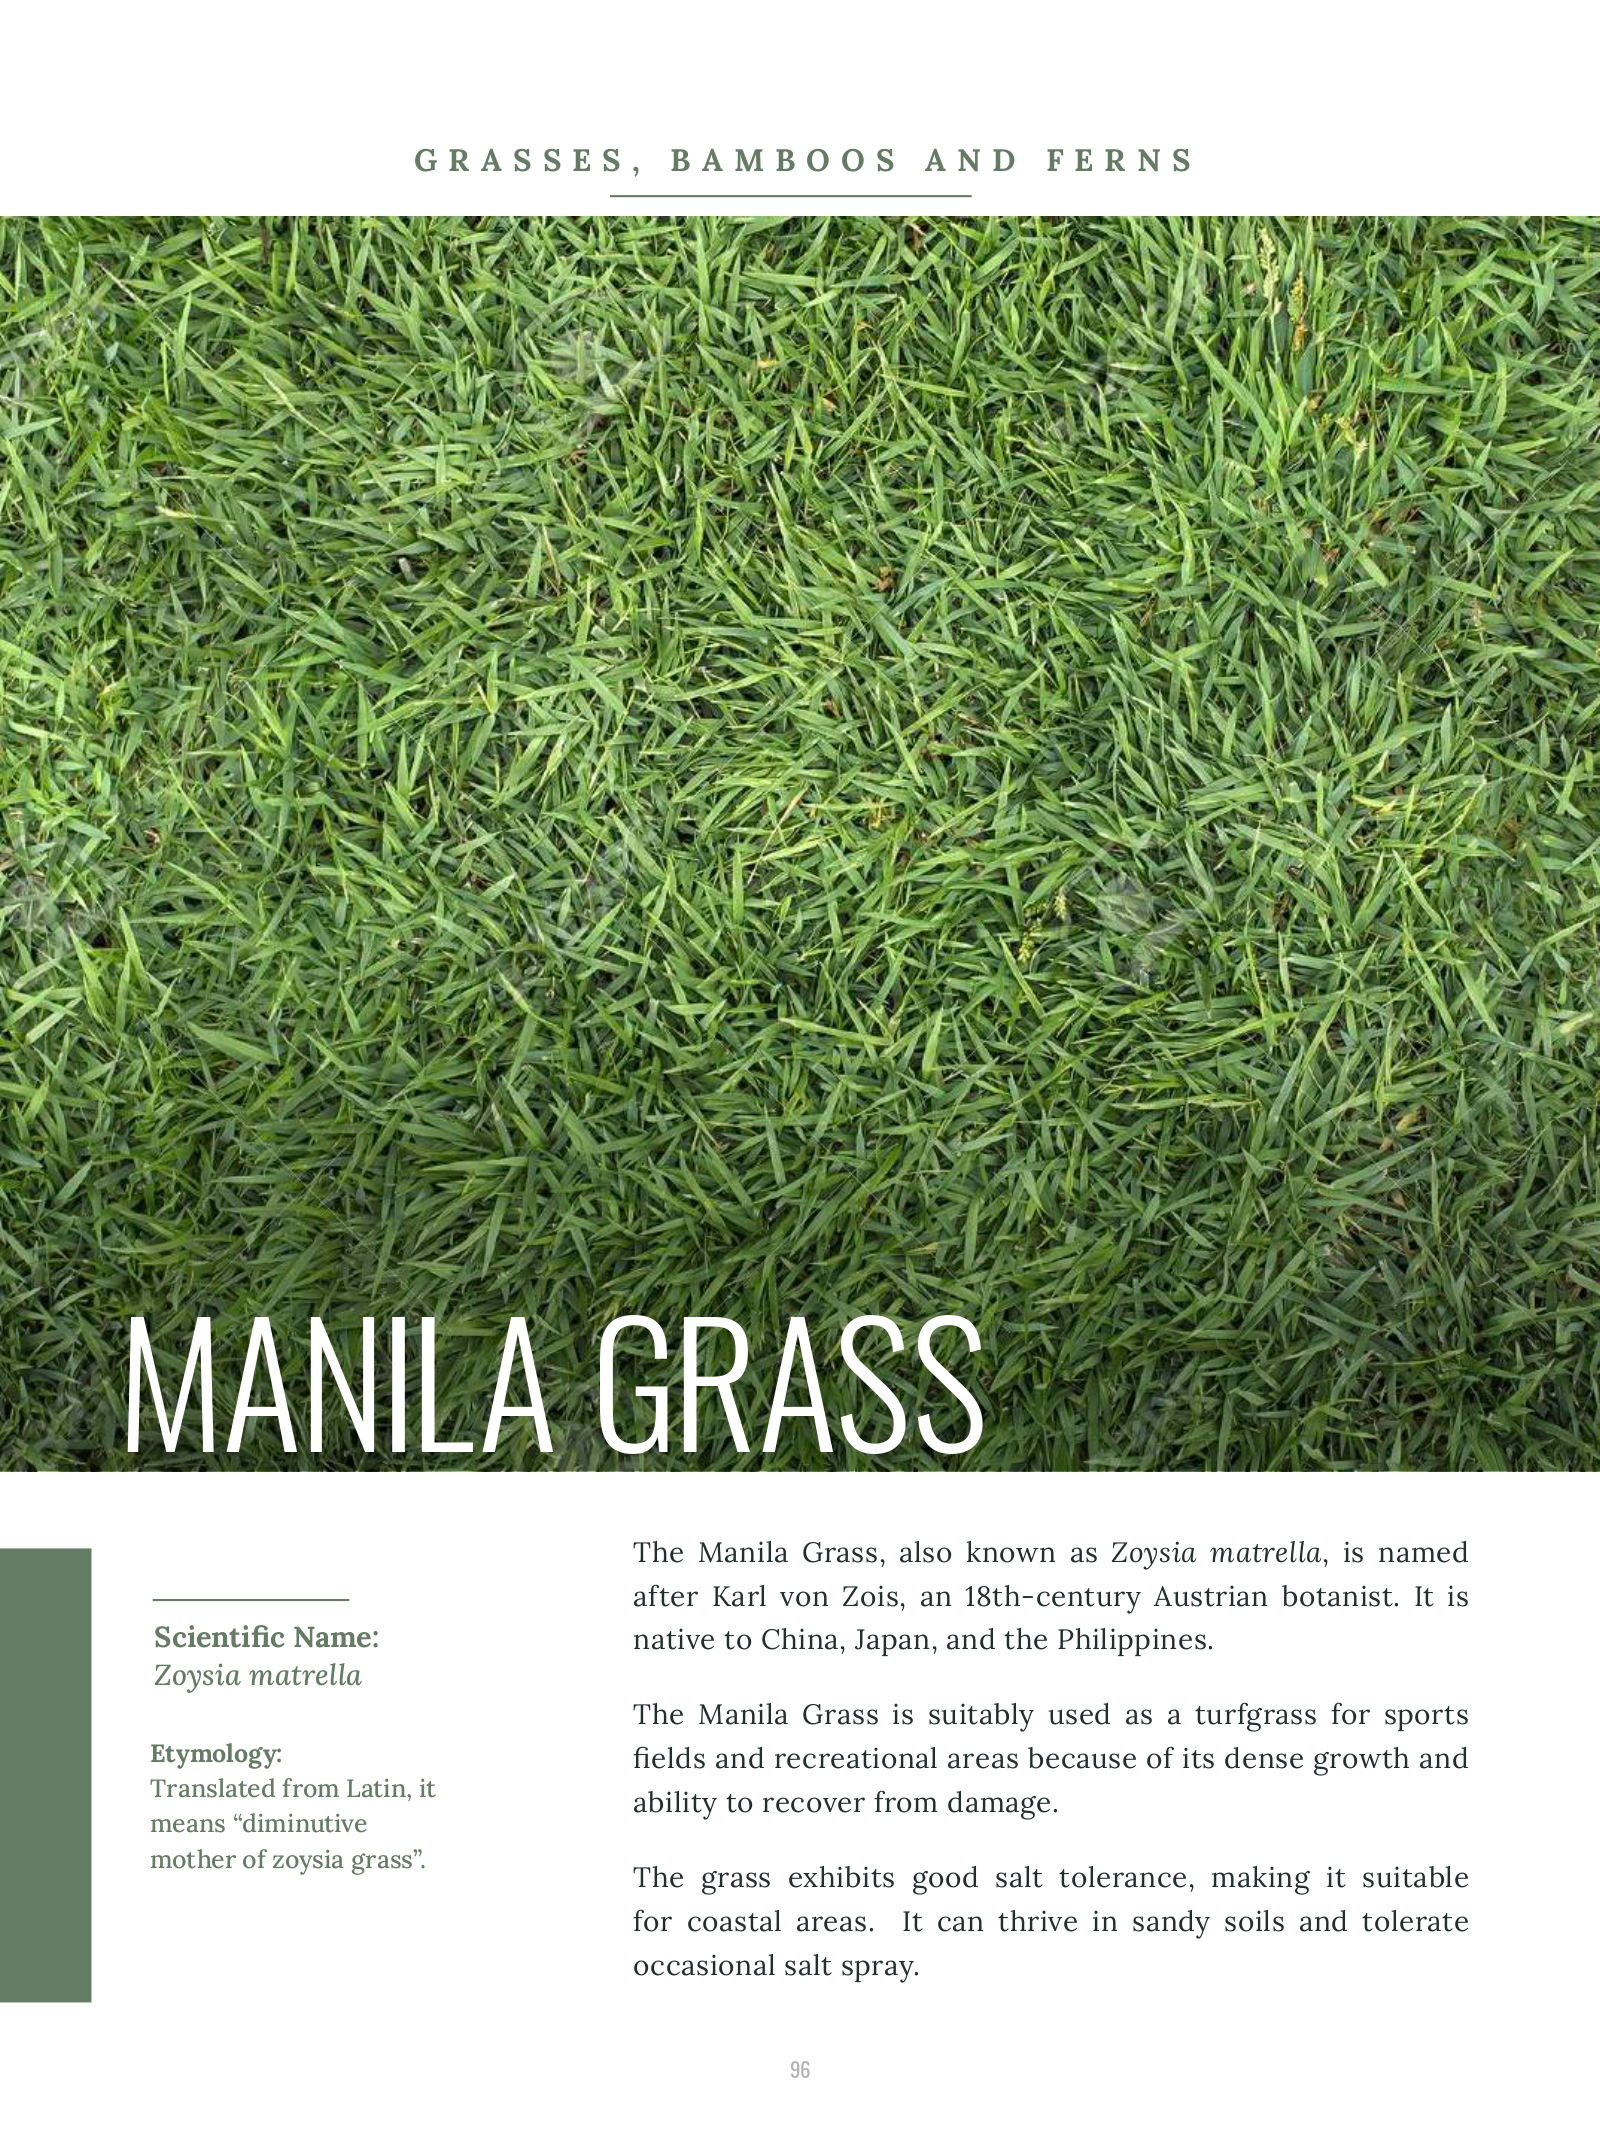 GRASSES, BAMBOOS AND FERNS
MANILA GRASS
Scientific Name:
Zoysia matrella
Etymology:
Translated from Latin, it
means “diminutive
mother of zoysia grass”.
The Manila Grass, also known as Zoysia matrella, is named
after Karl von Zois, an 18th-century Austrian botanist. It is
native to China, Japan, and the Philippines.
The Manila Grass is suitably used as a turfgrass for sports
fields and recreational areas because of its dense growth and
ability to recover from damage.
The grass exhibits good salt tolerance, making it suitable
for coastal areas.  It can thrive in sandy soils and tolerate
occasional salt spray.
96